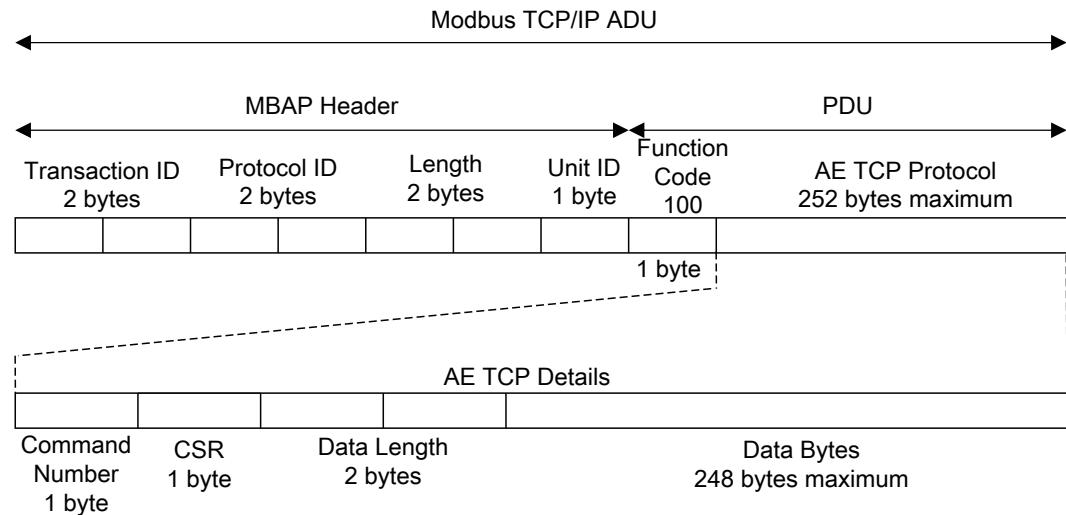 Modbus TCP/IP ADU
MBAP Header
PDU
Transaction ID
2 bytes
Protocol ID
2 bytes
Length
2 bytes
Unit ID
1 byte
Function
Code
100
AE TCP Protocol
252 bytes maximum
1 byte
AE TCP Details
Command
Number
1 byte
CSR
1 byte
Data Length
2 bytes
Data Bytes
248 bytes maximum